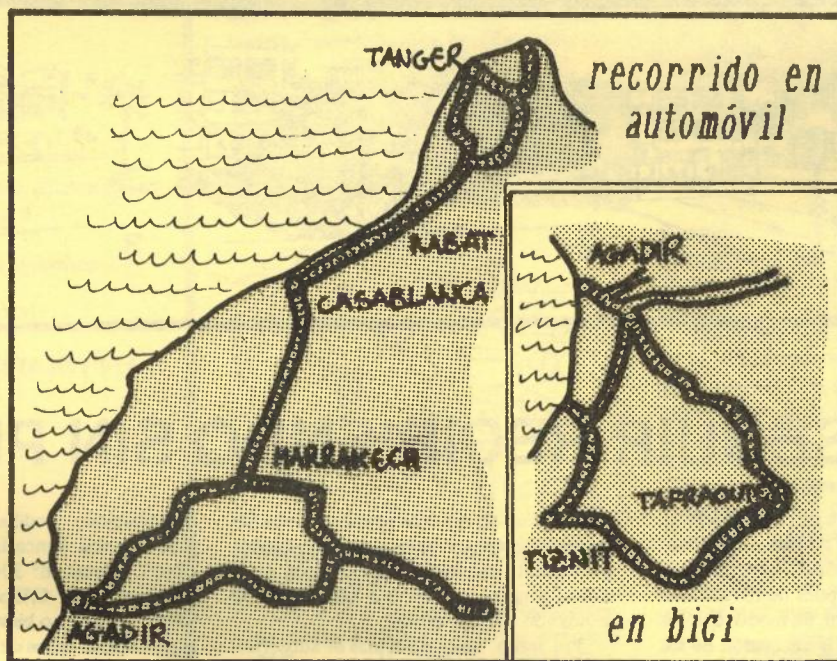 TANGER
recorrido en
automóvil
RABAT
CASABLANCA
MARRAKECH
AGADIR
AGADIR
TAFRAOUT
TIZNIT
en bici